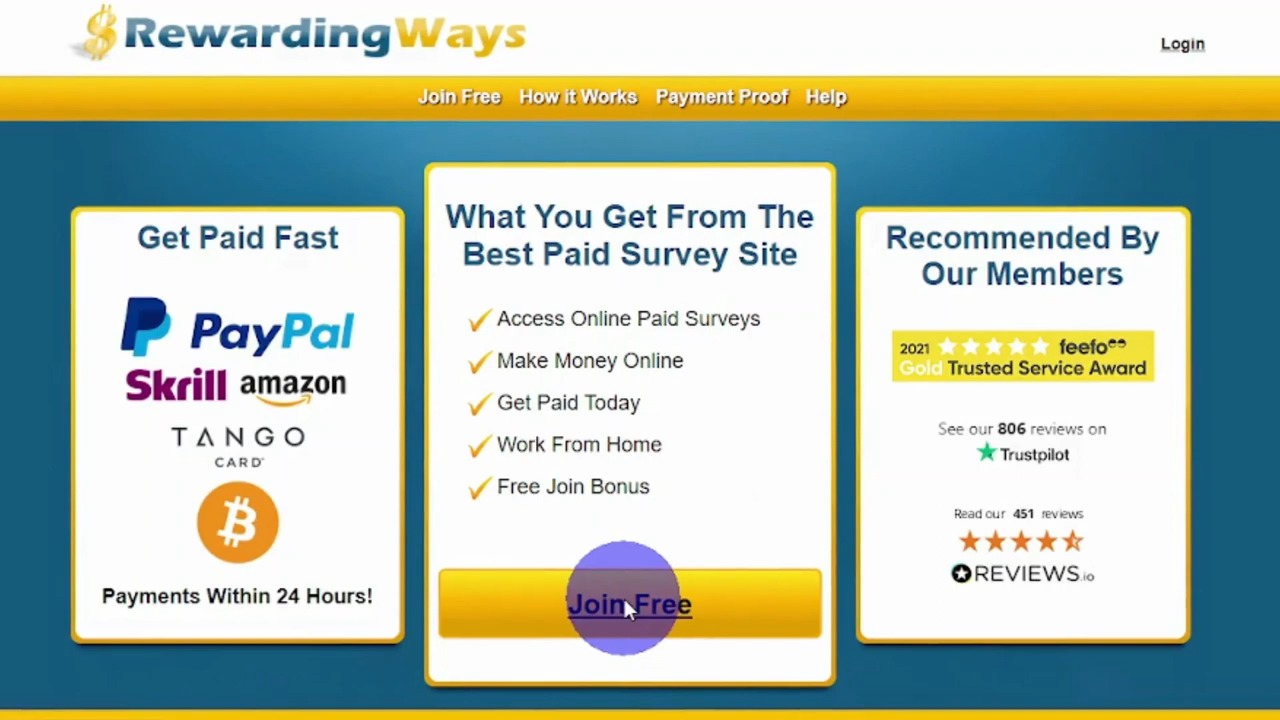 RewardingWays
Login
Join Free How it Works Payment Proof Help
Get Paid Fast
PayPal
Skrill amazon
TANGO
CARD
Payments Within 24 Hours!
What You Get From The
Best Paid Survey Site
Access Online Paid Surveys
Make Money Online
Get Paid Today
Work From Home
Free Join Bonus
Join Free
Recommended By
Our Members
2021 feefo
Gold Trusted Service Award
See our 806 reviews on
Trustpilot
Read our 451 reviews
REVIEWS.io